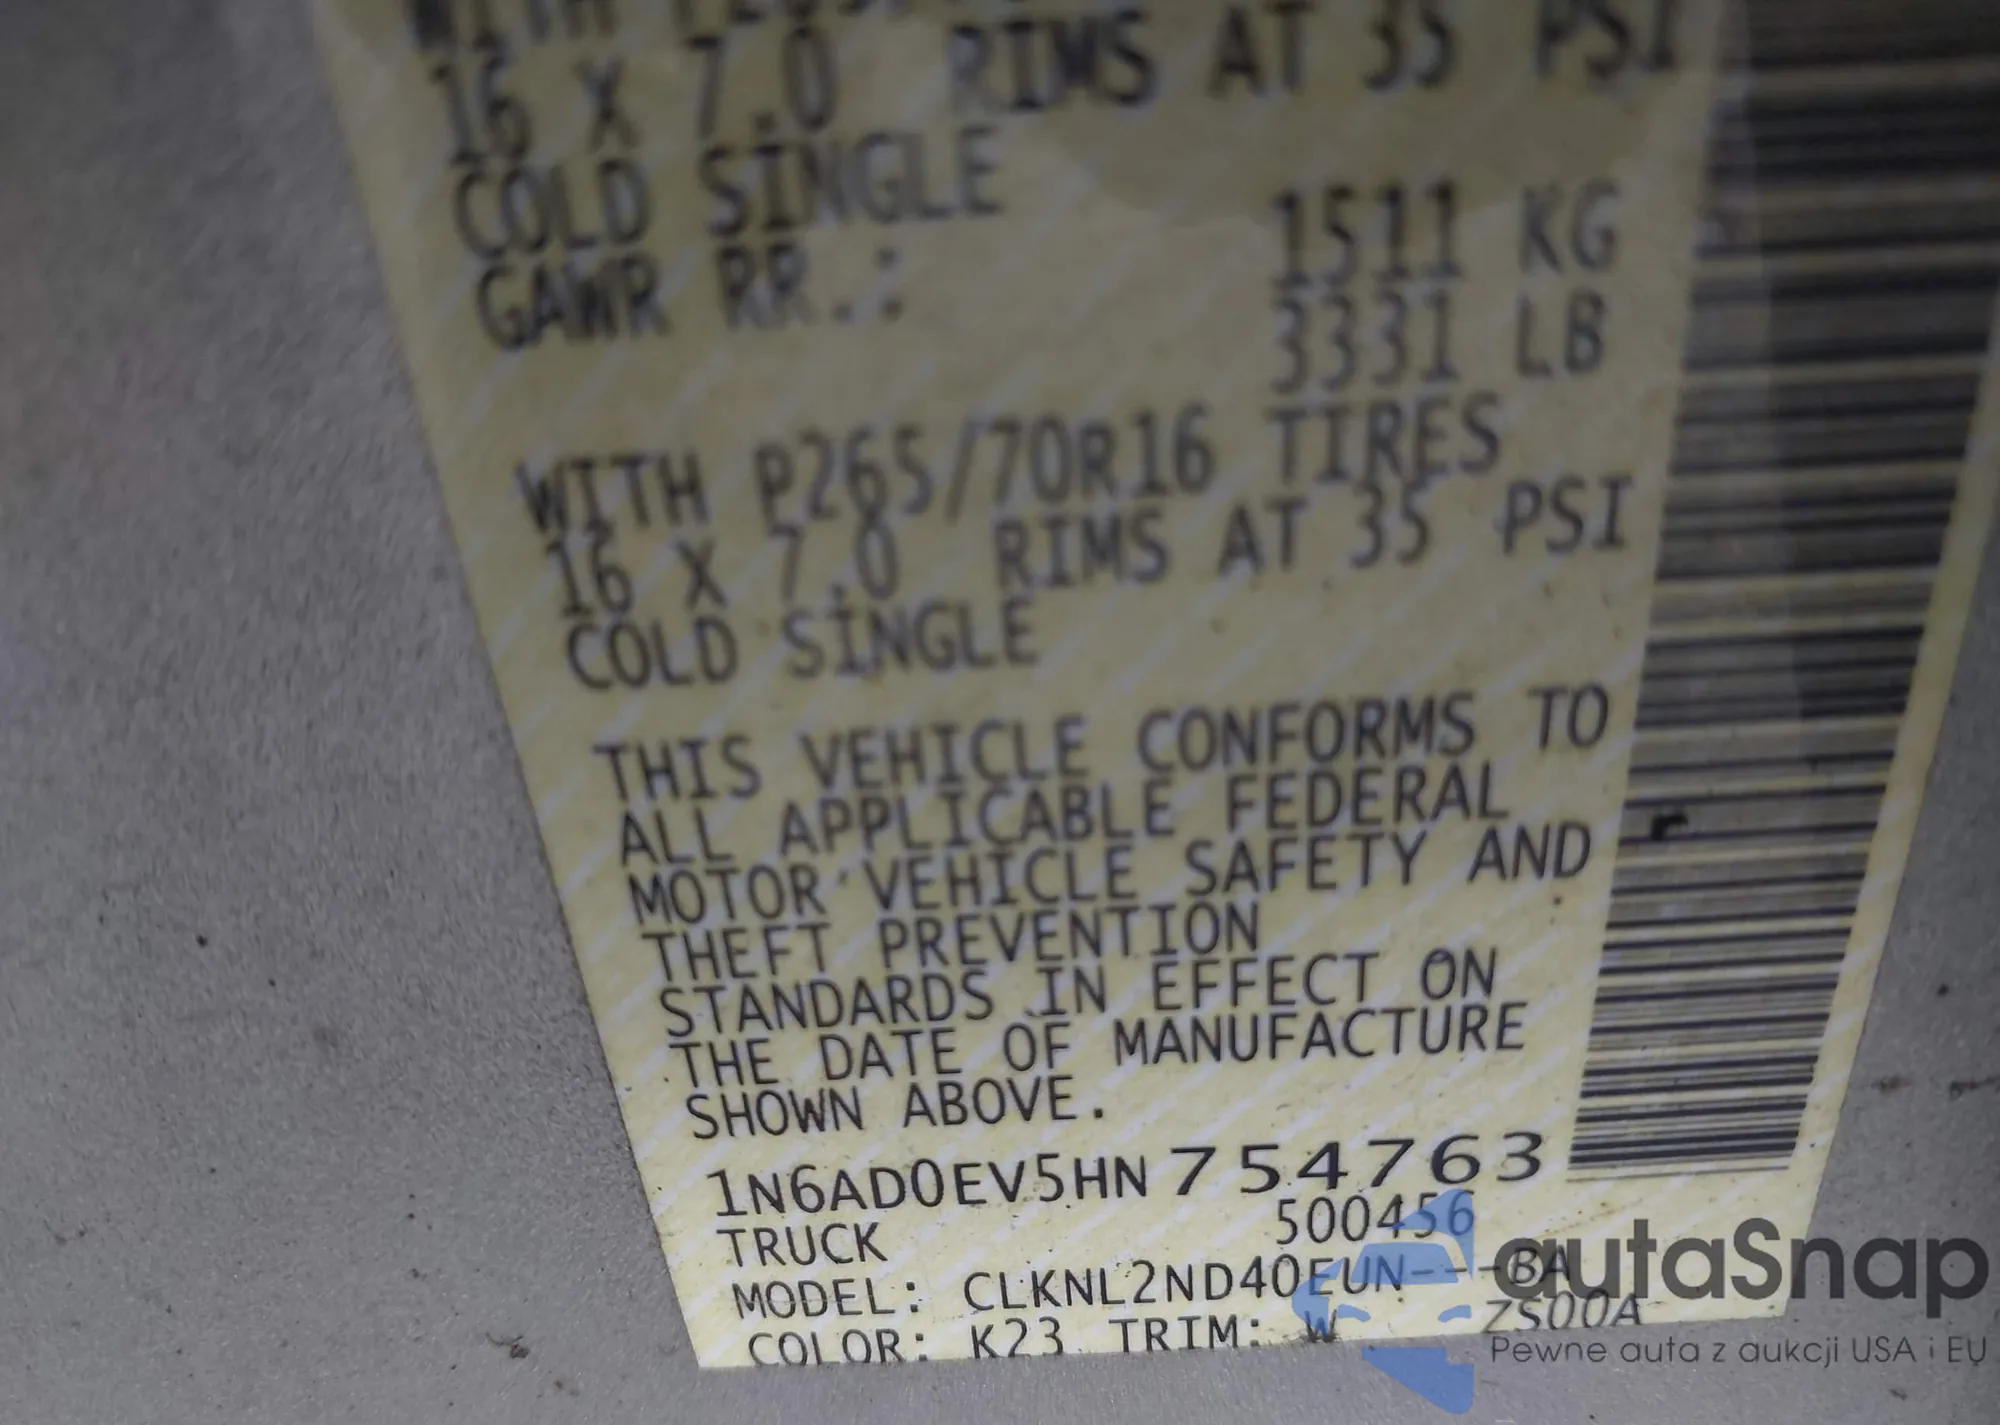 16 X 7.0 RIMS AT 35 PSI
COLD SINGLE
GAWR RR.: 1511 KG
3331 LB
WITH P265/70R16 TIRES
16 X 7.0 RIMS AT 35 PSI
COLD SINGLE
THIS VEHICLE CONFORMS TO
ALL APPLICABLE FEDERAL
MOTOR VEHICLE SAFETY AND
THEFT PREVENTION
STANDARDS IN EFFECT ON
THE DATE OF MANUFACTURE
SHOWN ABOVE.
1N6AD0EV5HN754763
TRUCK 500456
MODEL: CLKNL2ND40EUN---BA
COLOR: K23 TRIM: W ZS00A
autaSnap
Pewne auta z aukcji USA i EU